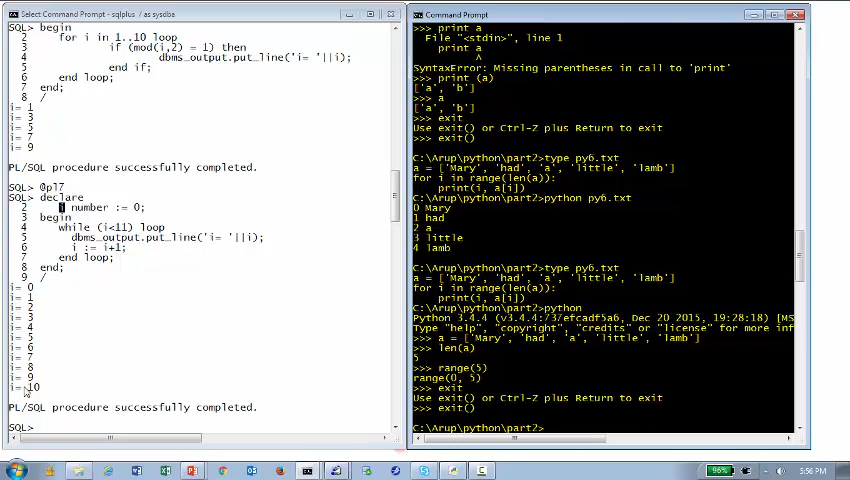 Select Command Prompt - sqlplus / as sysdba
SQL> begin
2 for i in 1..10 loop
3 if (mod(i,2) = 1) then
4 dbms_output.put_line('i= '||i);
5 end if;
6 end loop;
7 end;
8 /
i= 1
i= 3
i= 5
i= 7
i= 9
PL/SQL procedure successfully completed.
SQL> @pl7
SQL> declare
2 i number := 0;
3 begin
4 while (i<11) loop
5 dbms_output.put_line('i= '||i);
6 i := i+1;
7 end loop;
8 end;
9 /
i= 0
i= 1
i= 2
i= 3
i= 4
i= 5
i= 6
i= 7
i= 8
i= 9
i= 10
PL/SQL procedure successfully completed.
SQL>
Command Prompt
>>> print a
File "<stdin>", line 1
print a
^
SyntaxError: Missing parentheses in call to 'print'
>>> print (a)
['a', 'b']
>>> a
['a', 'b']
>>> exit
Use exit() or Ctrl-Z plus Return to exit
>>> exit()
C:\Arup\python\part2>type py6.txt
a = ['Mary', 'had', 'a', 'little', 'lamb']
for i in range(len(a)):
print(i, a[i])
C:\Arup\python\part2>python py6.txt
0 Mary
1 had
2 a
3 little
4 lamb
C:\Arup\python\part2>type py6.txt
a = ['Mary', 'had', 'a', 'little', 'lamb']
for i in range(len(a)):
print(i, a[i])
C:\Arup\python\part2>python
Python 3.4.4 (v3.4.4:737efcadf5a6, Dec 20 2015, 19:28:18) [MS
Type "help", "copyright", "credits" or "license" for more inf
>>> a = ['Mary', 'had', 'a', 'little', 'lamb']
>>> len(a)
5
>>> range(5)
range(0, 5)
>>> exit
Use exit() or Ctrl-Z plus Return to exit
>>> exit()
C:\Arup\python\part2>
96%
5:56 PM